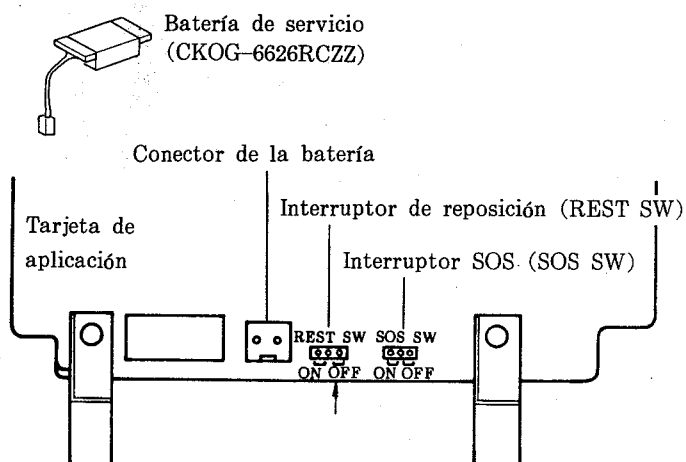 Batería de servicio
(CKOG-6626RCZZ)
Conector de la batería
Interruptor de reposición (REST SW)
Tarjeta de
aplicación
Interruptor SOS (SOS SW)
REST SW SOS SW
ON OFF ON OFF